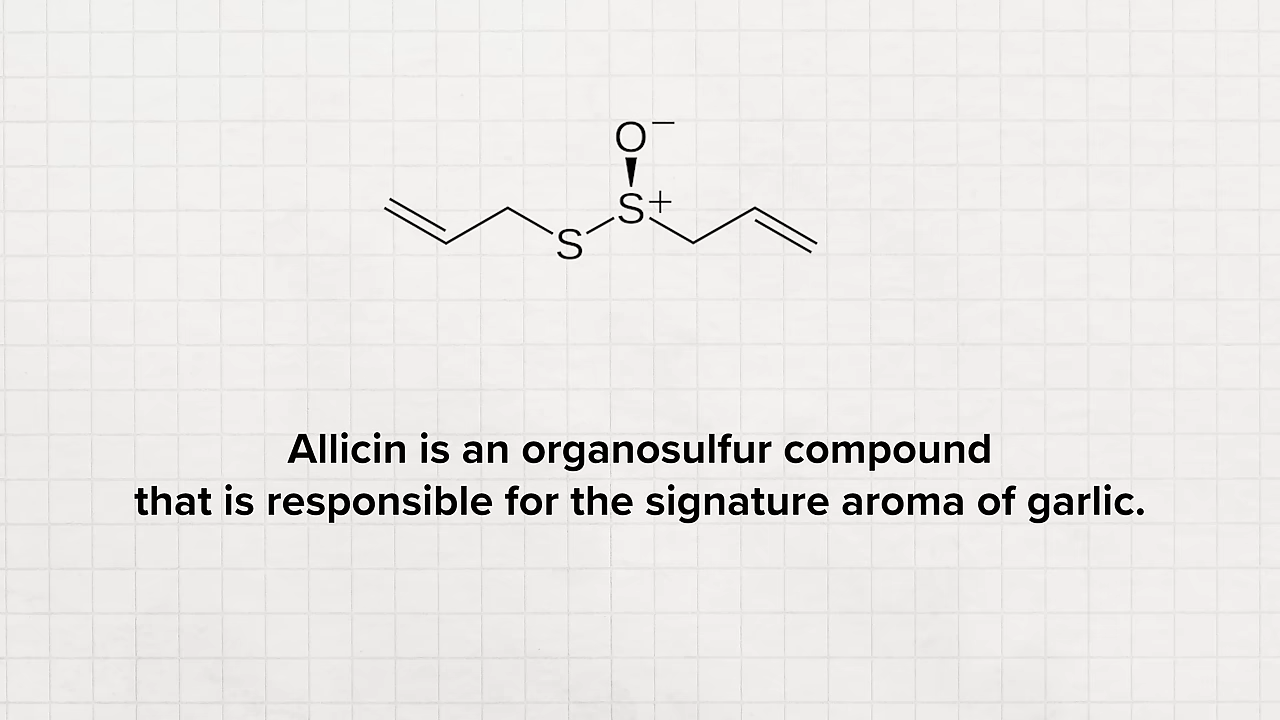 O−
S+
S
Allicin is an organosulfur compound
that is responsible for the signature aroma of garlic.